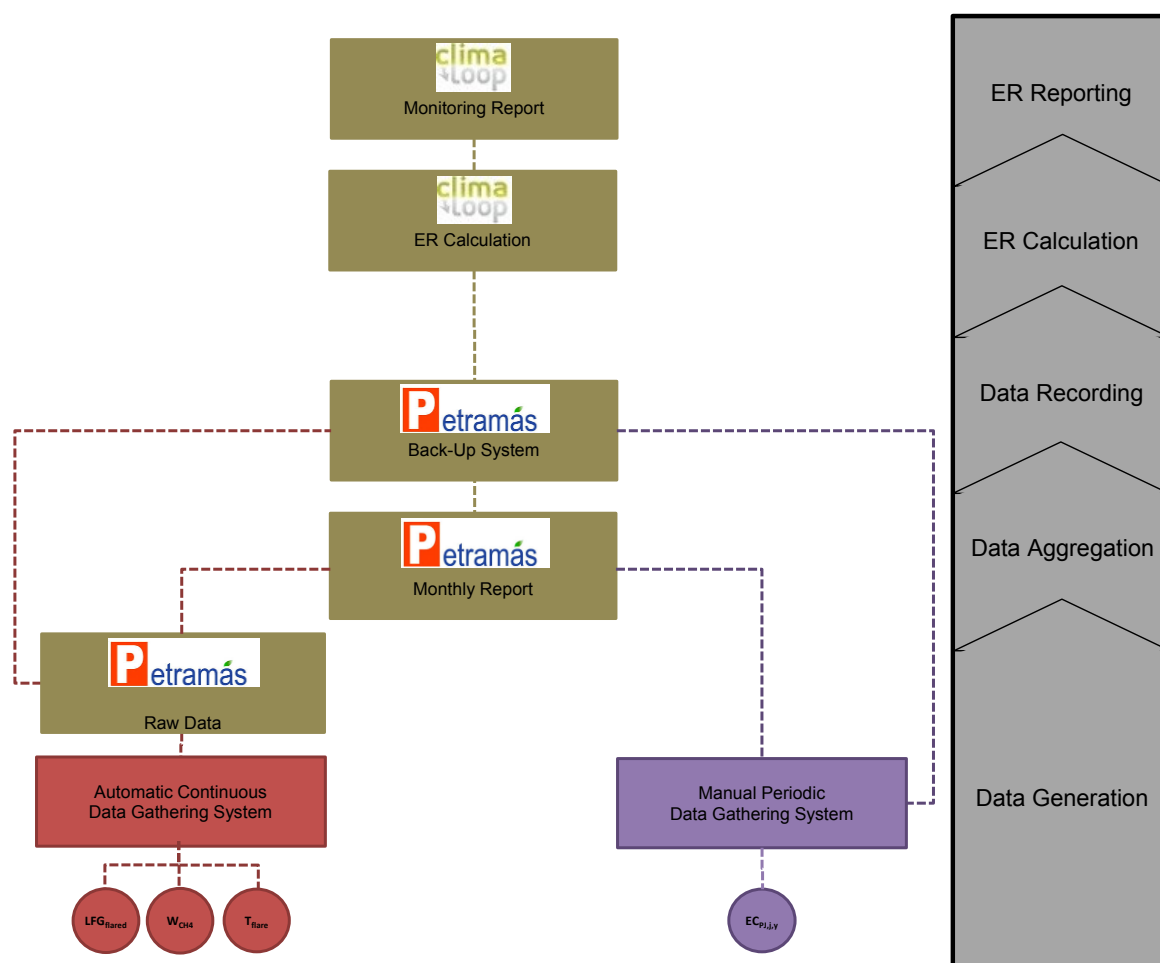 clima
LOOP
Monitoring Report
clima
LOOP
ER Calculation
Petramás
Back-Up System
Petramás
Monthly Report
Petramás
Raw Data
Automatic Continuous
Data Gathering System
Manual Periodic
Data Gathering System
LFGflared
WCH4
Tflare
ECPJ,j,y
ER Reporting
ER Calculation
Data Recording
Data Aggregation
Data Generation